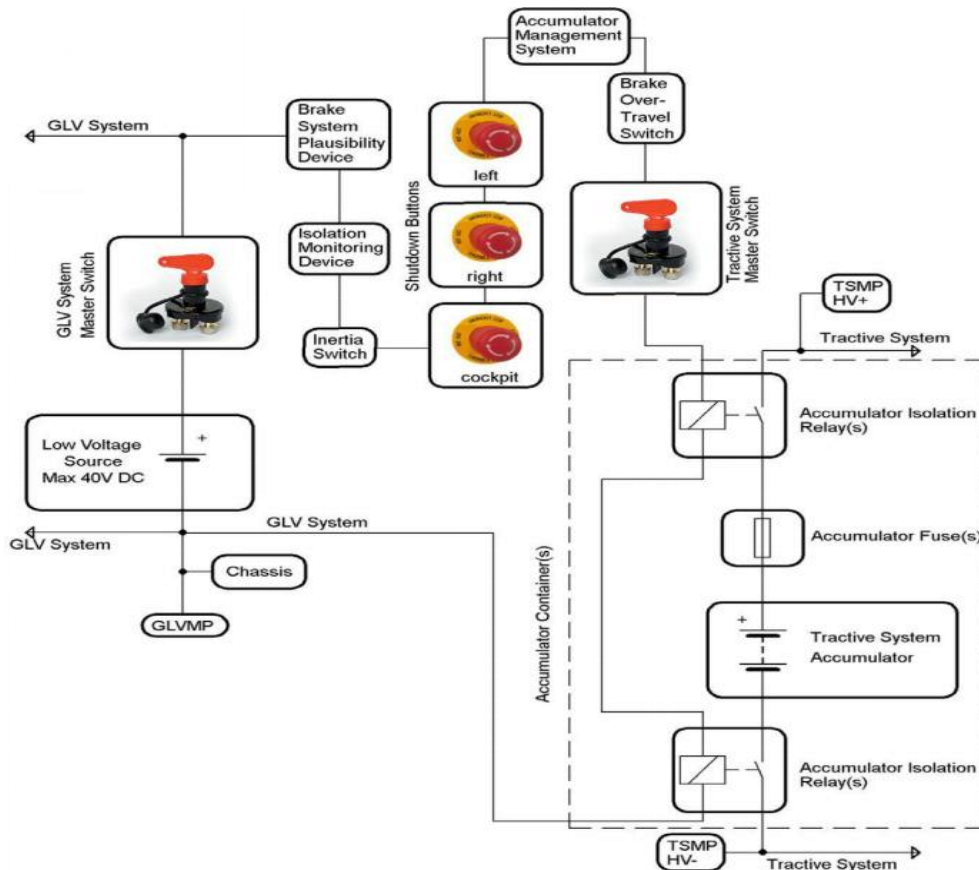 Accumulator
Management
System
Brake
Over-
Travel
Switch
GLV System
Brake
System
Plausibility
Device
left
Shutdown Buttons
right
cockpit
Isolation
Monitoring
Device
Inertia
Switch
GLV System
Master Switch
Tractive System
Master Switch
TSMP
HV+
Tractive System
Accumulator Isolation
Relay(s)
Low Voltage
Source
Max 40V DC
+
GLV System
GLV System
Chassis
GLVMP
Accumulator Container(s)
Accumulator Fuse(s)
+
Tractive System
Accumulator
Accumulator Isolation
Relay(s)
TSMP
HV-
Tractive System